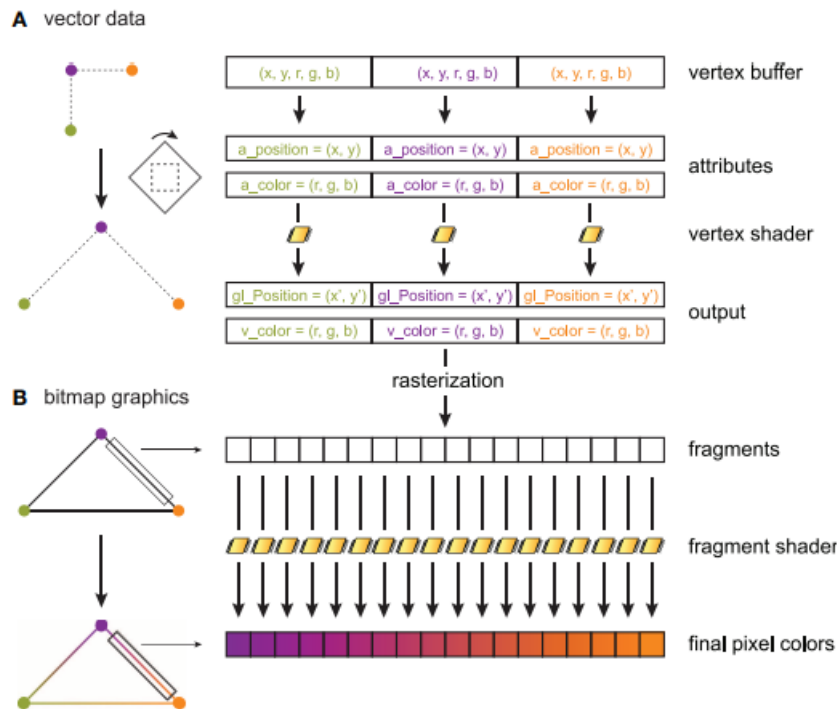 A vector data
(x, y, r, g, b) (x, y, r, g, b) (x, y, r, g, b) vertex buffer
a_position = (x, y) a_position = (x, y) a_position = (x, y)
attributes
a_color = (r, g, b) a_color = (r, g, b) a_color = (r, g, b)
vertex shader
gl_Position = (x', y') gl_Position = (x', y') gl_Position = (x', y')
output
v_color = (r, g, b) v_color = (r, g, b) v_color = (r, g, b)
rasterization
B bitmap graphics
fragments
fragment shader
final pixel colors